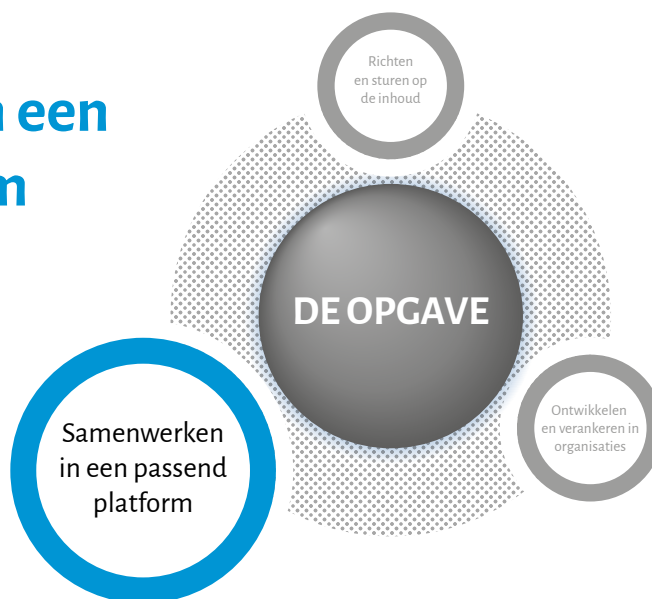 een
Richten
en sturen op
de inhoud
DE OPGAVE
Samenwerken
in een passend
platform
Ontwikkelen
en verankeren in
organisaties